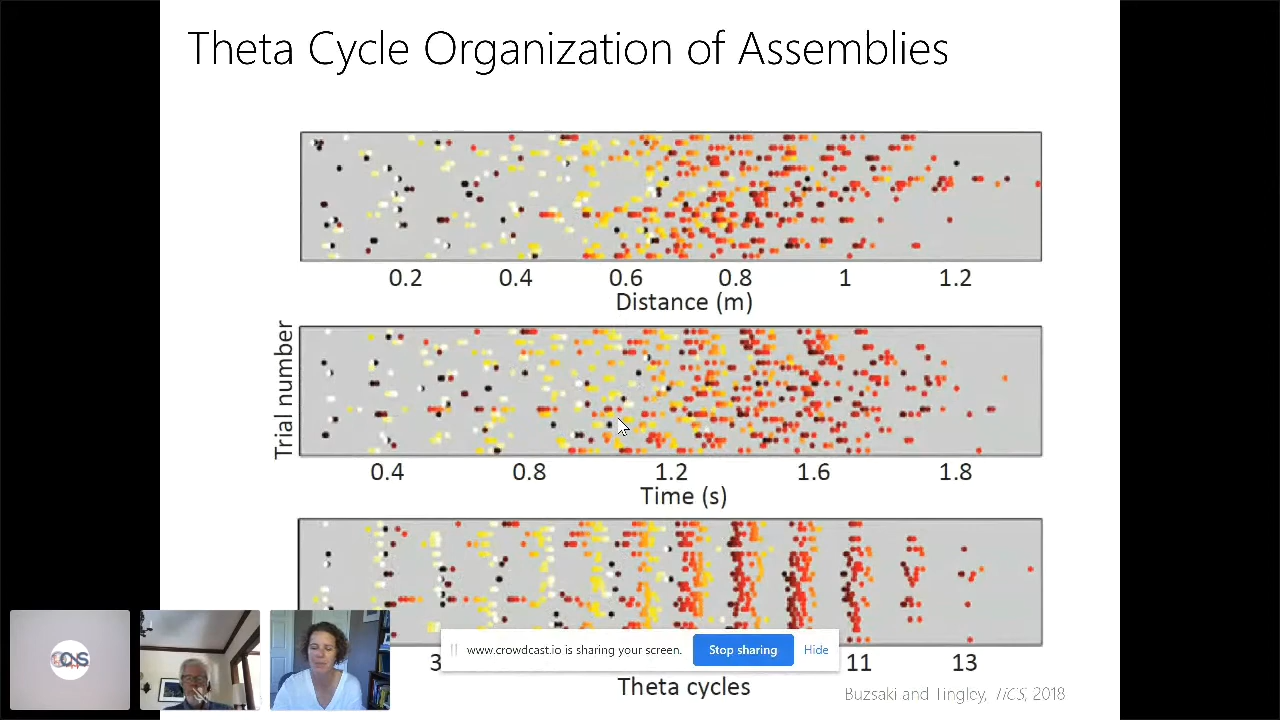 Theta Cycle Organization of Assemblies
0.2 0.4 0.6 0.8 1 1.2
Distance (m)
Trial number
0.4 0.8 1.2 1.6 1.8
Time (s)
www.crowdcast.io is sharing your screen. Stop sharing Hide
3 11 13
Theta cycles
Buzsaki and Tingley, TiCS, 2018